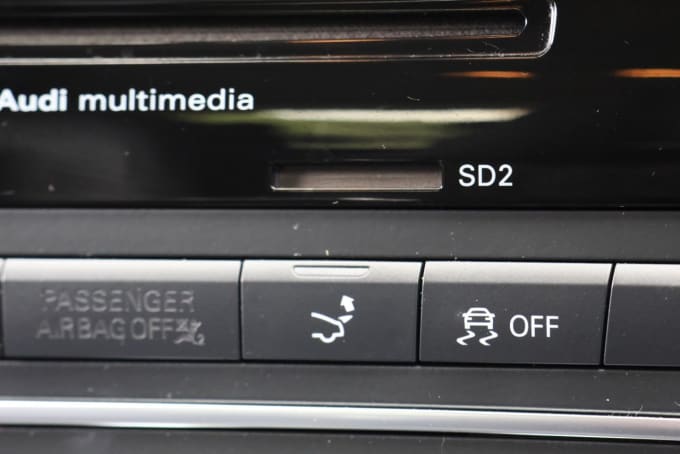 Audi multimedia
SD2
PASSENGER
AIRBAG OFF
OFF